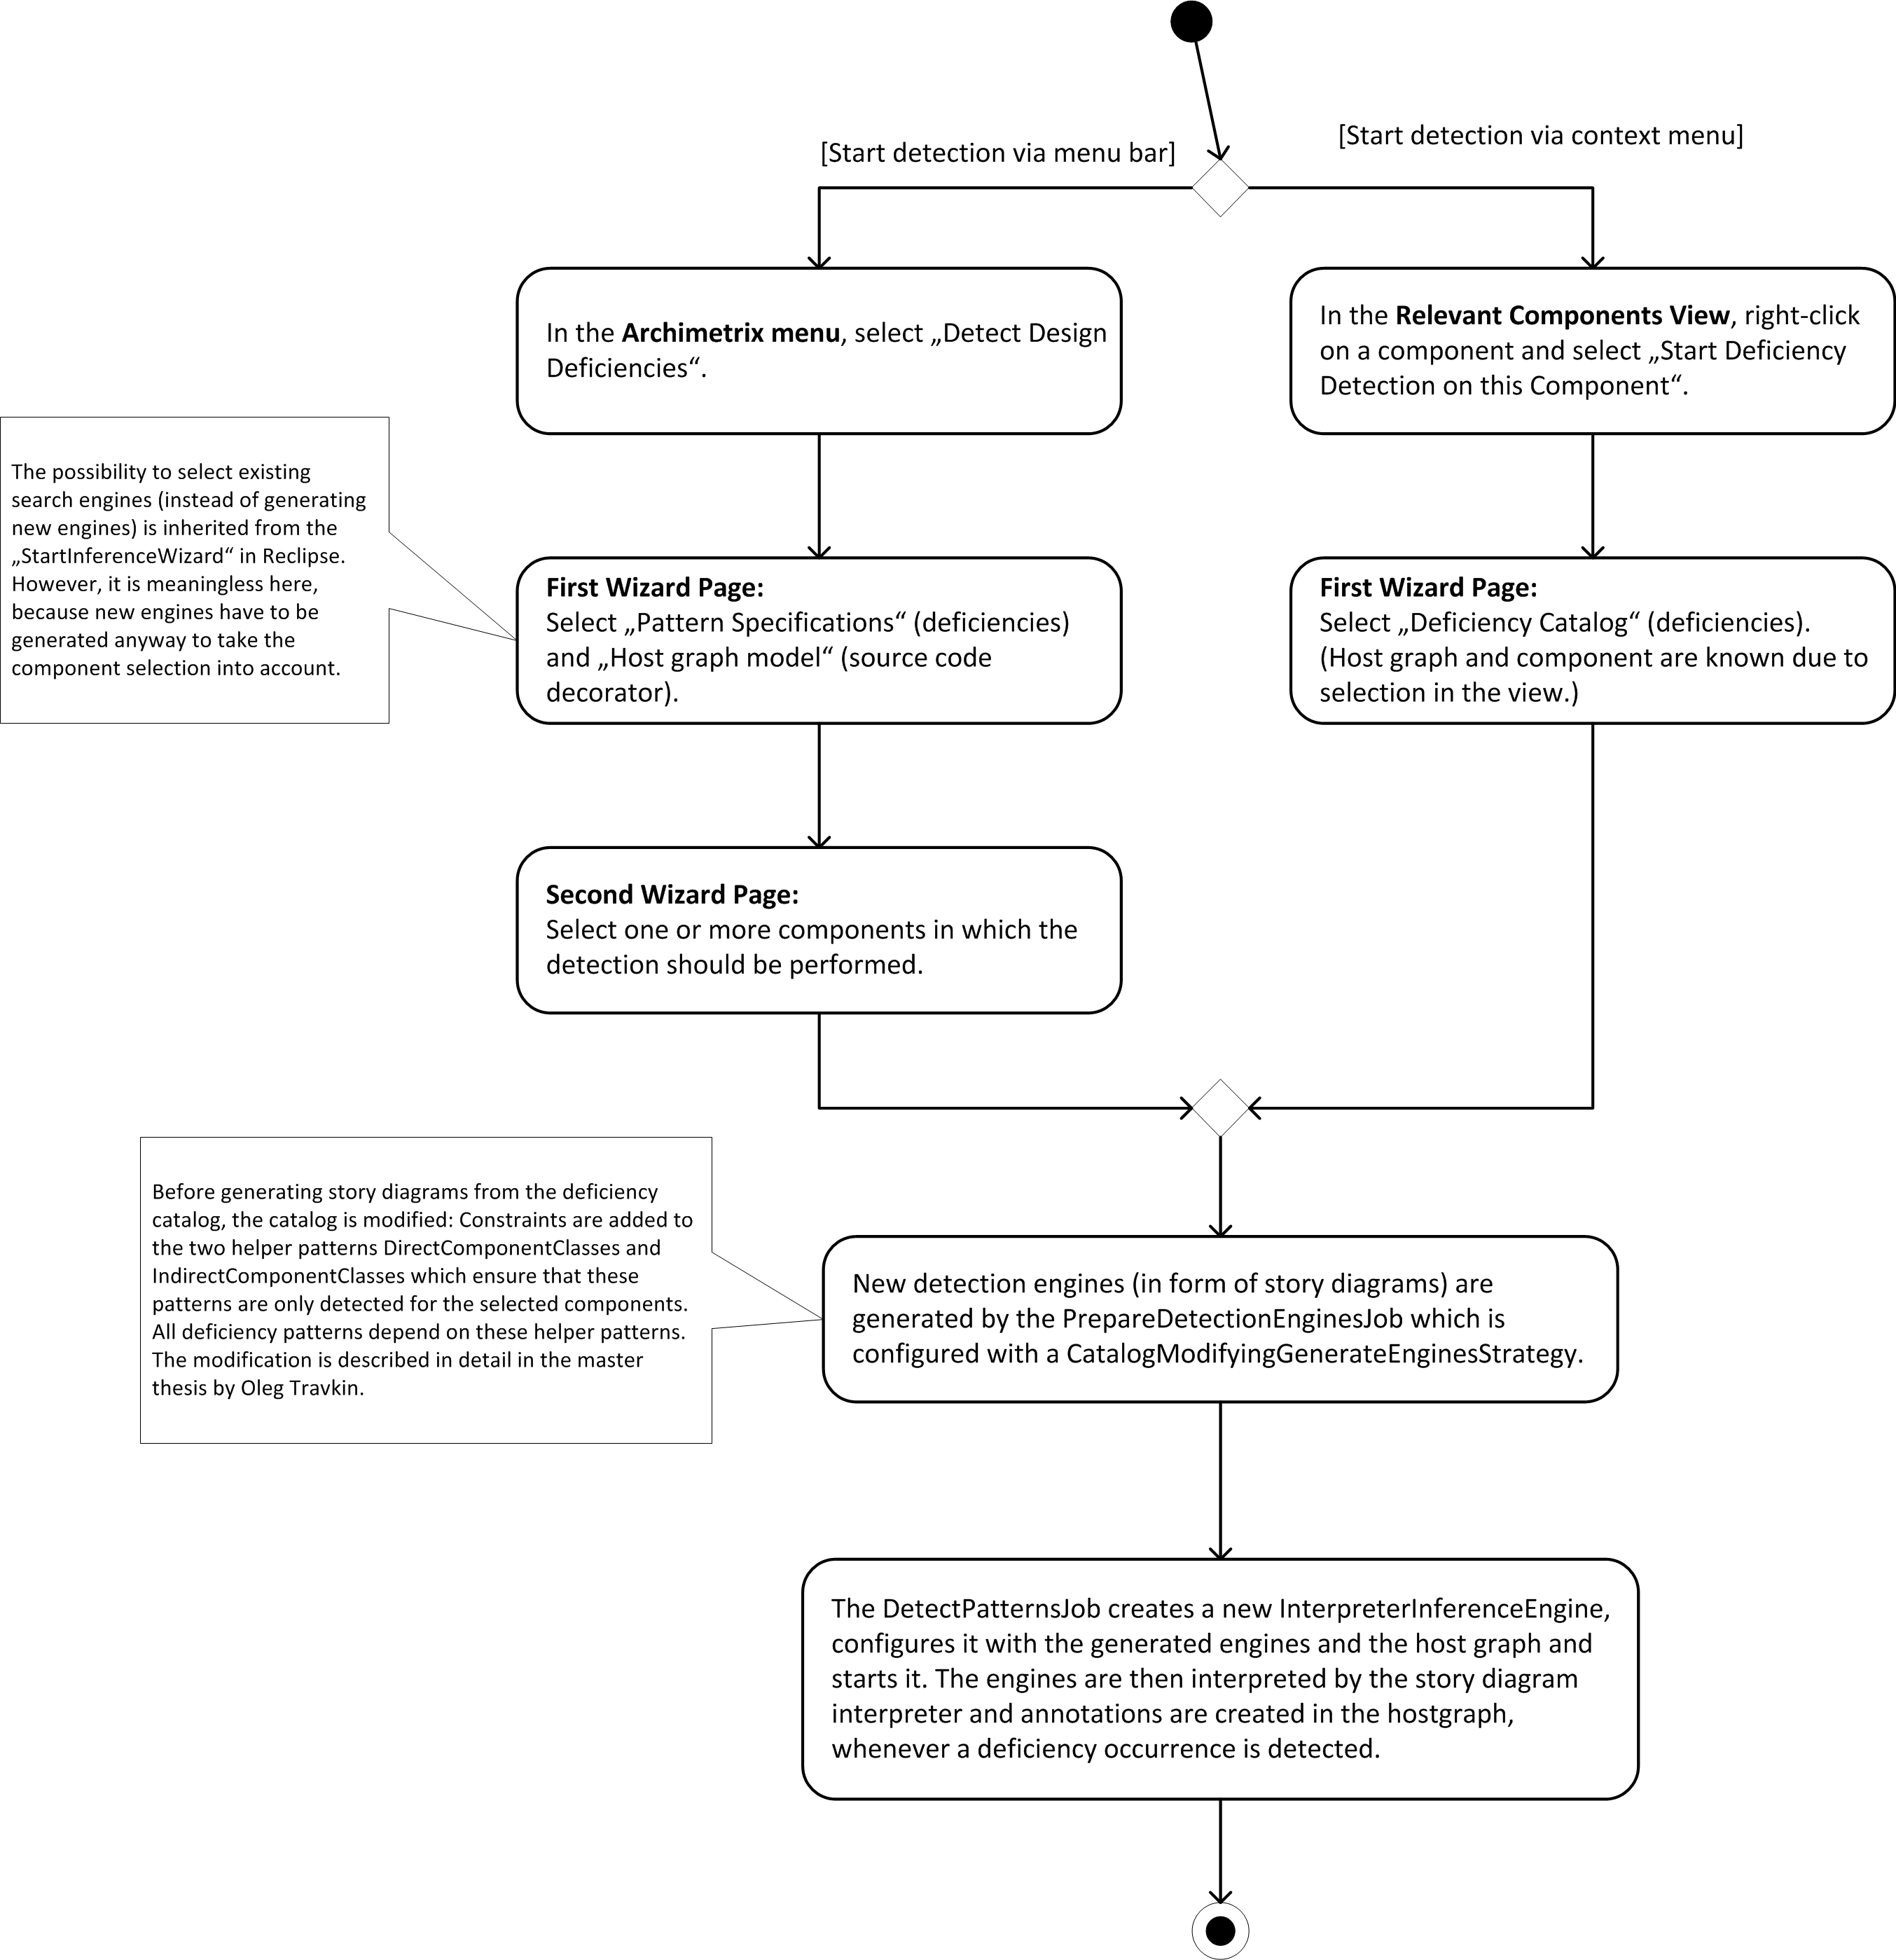 [Start detection via menu bar]
[Start detection via context menu]
In the Archimetrix menu, select „Detect Design
Deficiencies“.
In the Relevant Components View, right-click
on a component and select „Start Deficiency
Detection on this Component“.
The possibility to select existing
search engines (instead of generating
new engines) is inherited from the
„StartInferenceWizard“ in Reclipse.
However, it is meaningless here,
because new engines have to be
generated anyway to take the
component selection into account.
First Wizard Page:
Select „Pattern Specifications“ (deficiencies)
and „Host graph model“ (source code
decorator).
First Wizard Page:
Select „Deficiency Catalog“ (deficiencies).
(Host graph and component are known due to
selection in the view.)
Second Wizard Page:
Select one or more components in which the
detection should be performed.
Before generating story diagrams from the deficiency
catalog, the catalog is modified: Constraints are added to
the two helper patterns DirectComponentClasses and
IndirectComponentClasses which ensure that these
patterns are only detected for the selected components.
All deficiency patterns depend on these helper patterns.
The modification is described in detail in the master
thesis by Oleg Travkin.
New detection engines (in form of story diagrams) are
generated by the PrepareDetectionEnginesJob which is
configured with a CatalogModifyingGenerateEnginesStrategy.
The DetectPatternsJob creates a new InterpreterInferenceEngine,
configures it with the generated engines and the host graph and
starts it. The engines are then interpreted by the story diagram
interpreter and annotations are created in the hostgraph,
whenever a deficiency occurrence is detected.